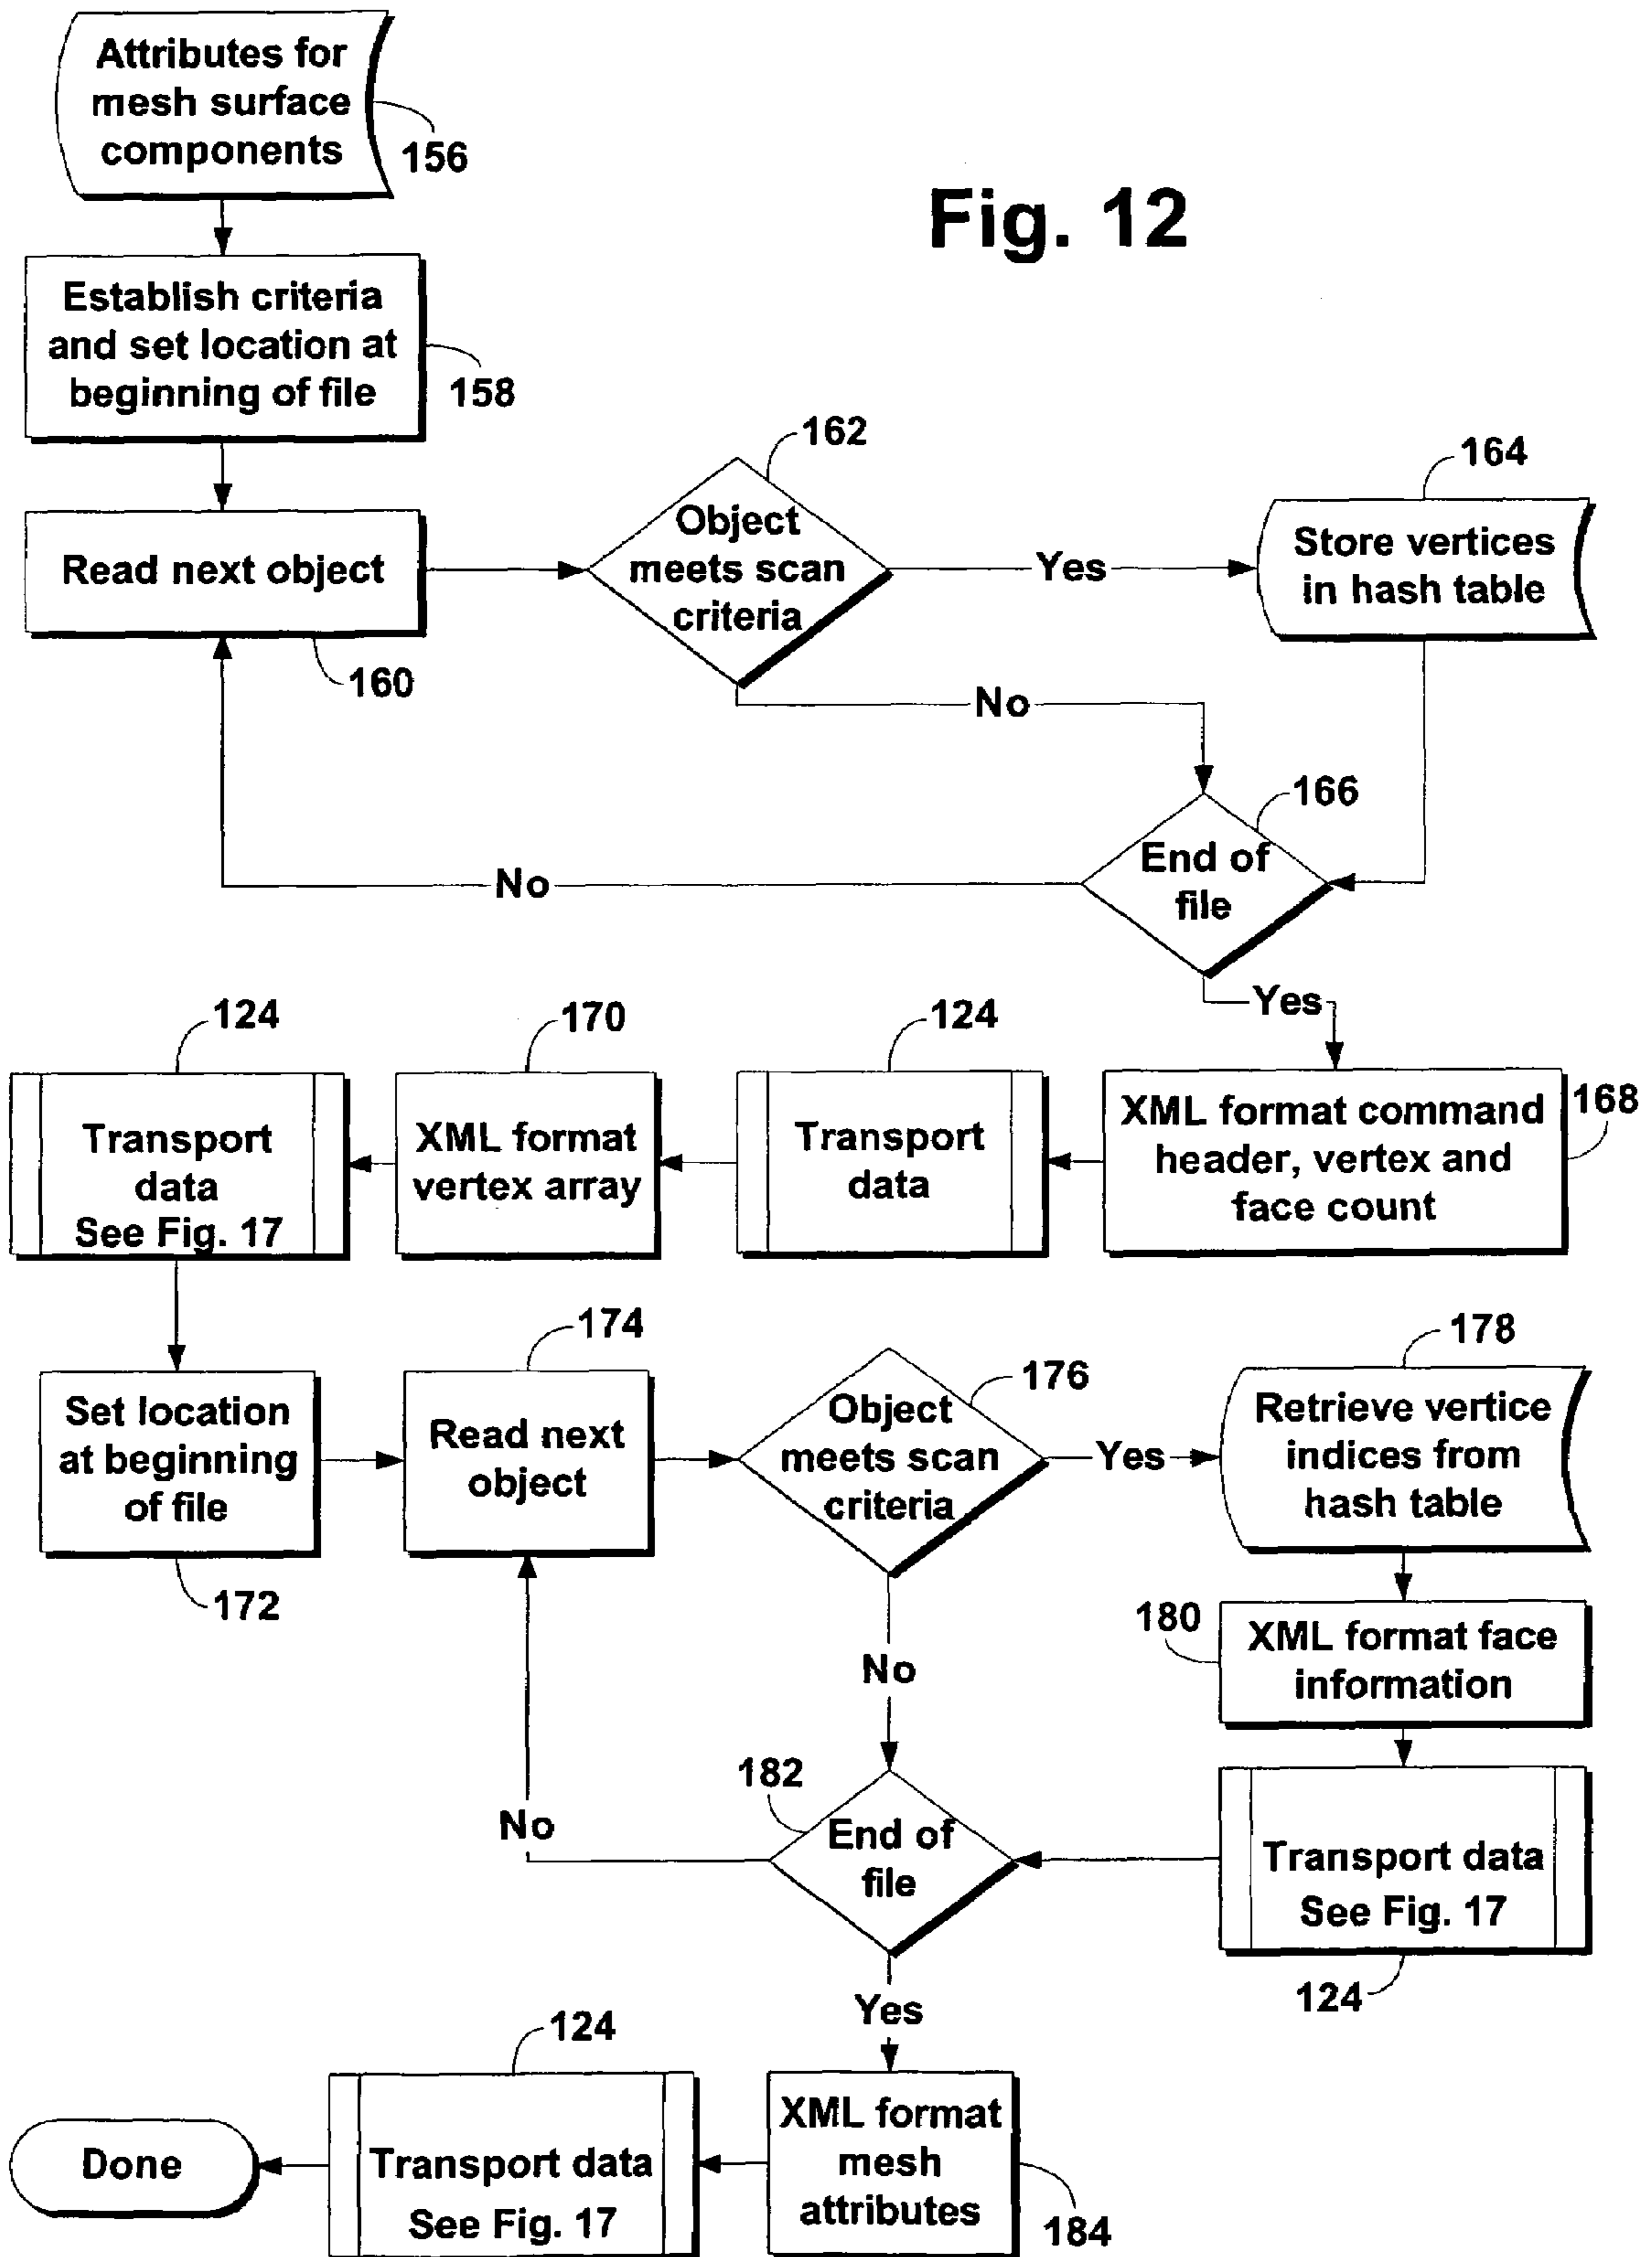 Attributes for
mesh surface
components
156
Fig. 12
Establish criteria
and set location at
beginning of file
158
Read next object
160
162
Object
meets scan
criteria
Yes
164
Store vertices
in hash table
No
166
End of
file
No
Yes
124
Transport
data
See Fig. 17
170
XML format
vertex array
124
Transport
data
XML format command
header, vertex and
face count
168
Set location
at beginning
of file
172
174
Read next
object
176
Object
meets scan
criteria
Yes
178
Retrieve vertice
indices from
hash table
No
180
XML format face
information
182
End of
file
No
Transport data
See Fig. 17
124
Yes
XML format
mesh
attributes
184
124
Transport data
See Fig. 17
Done